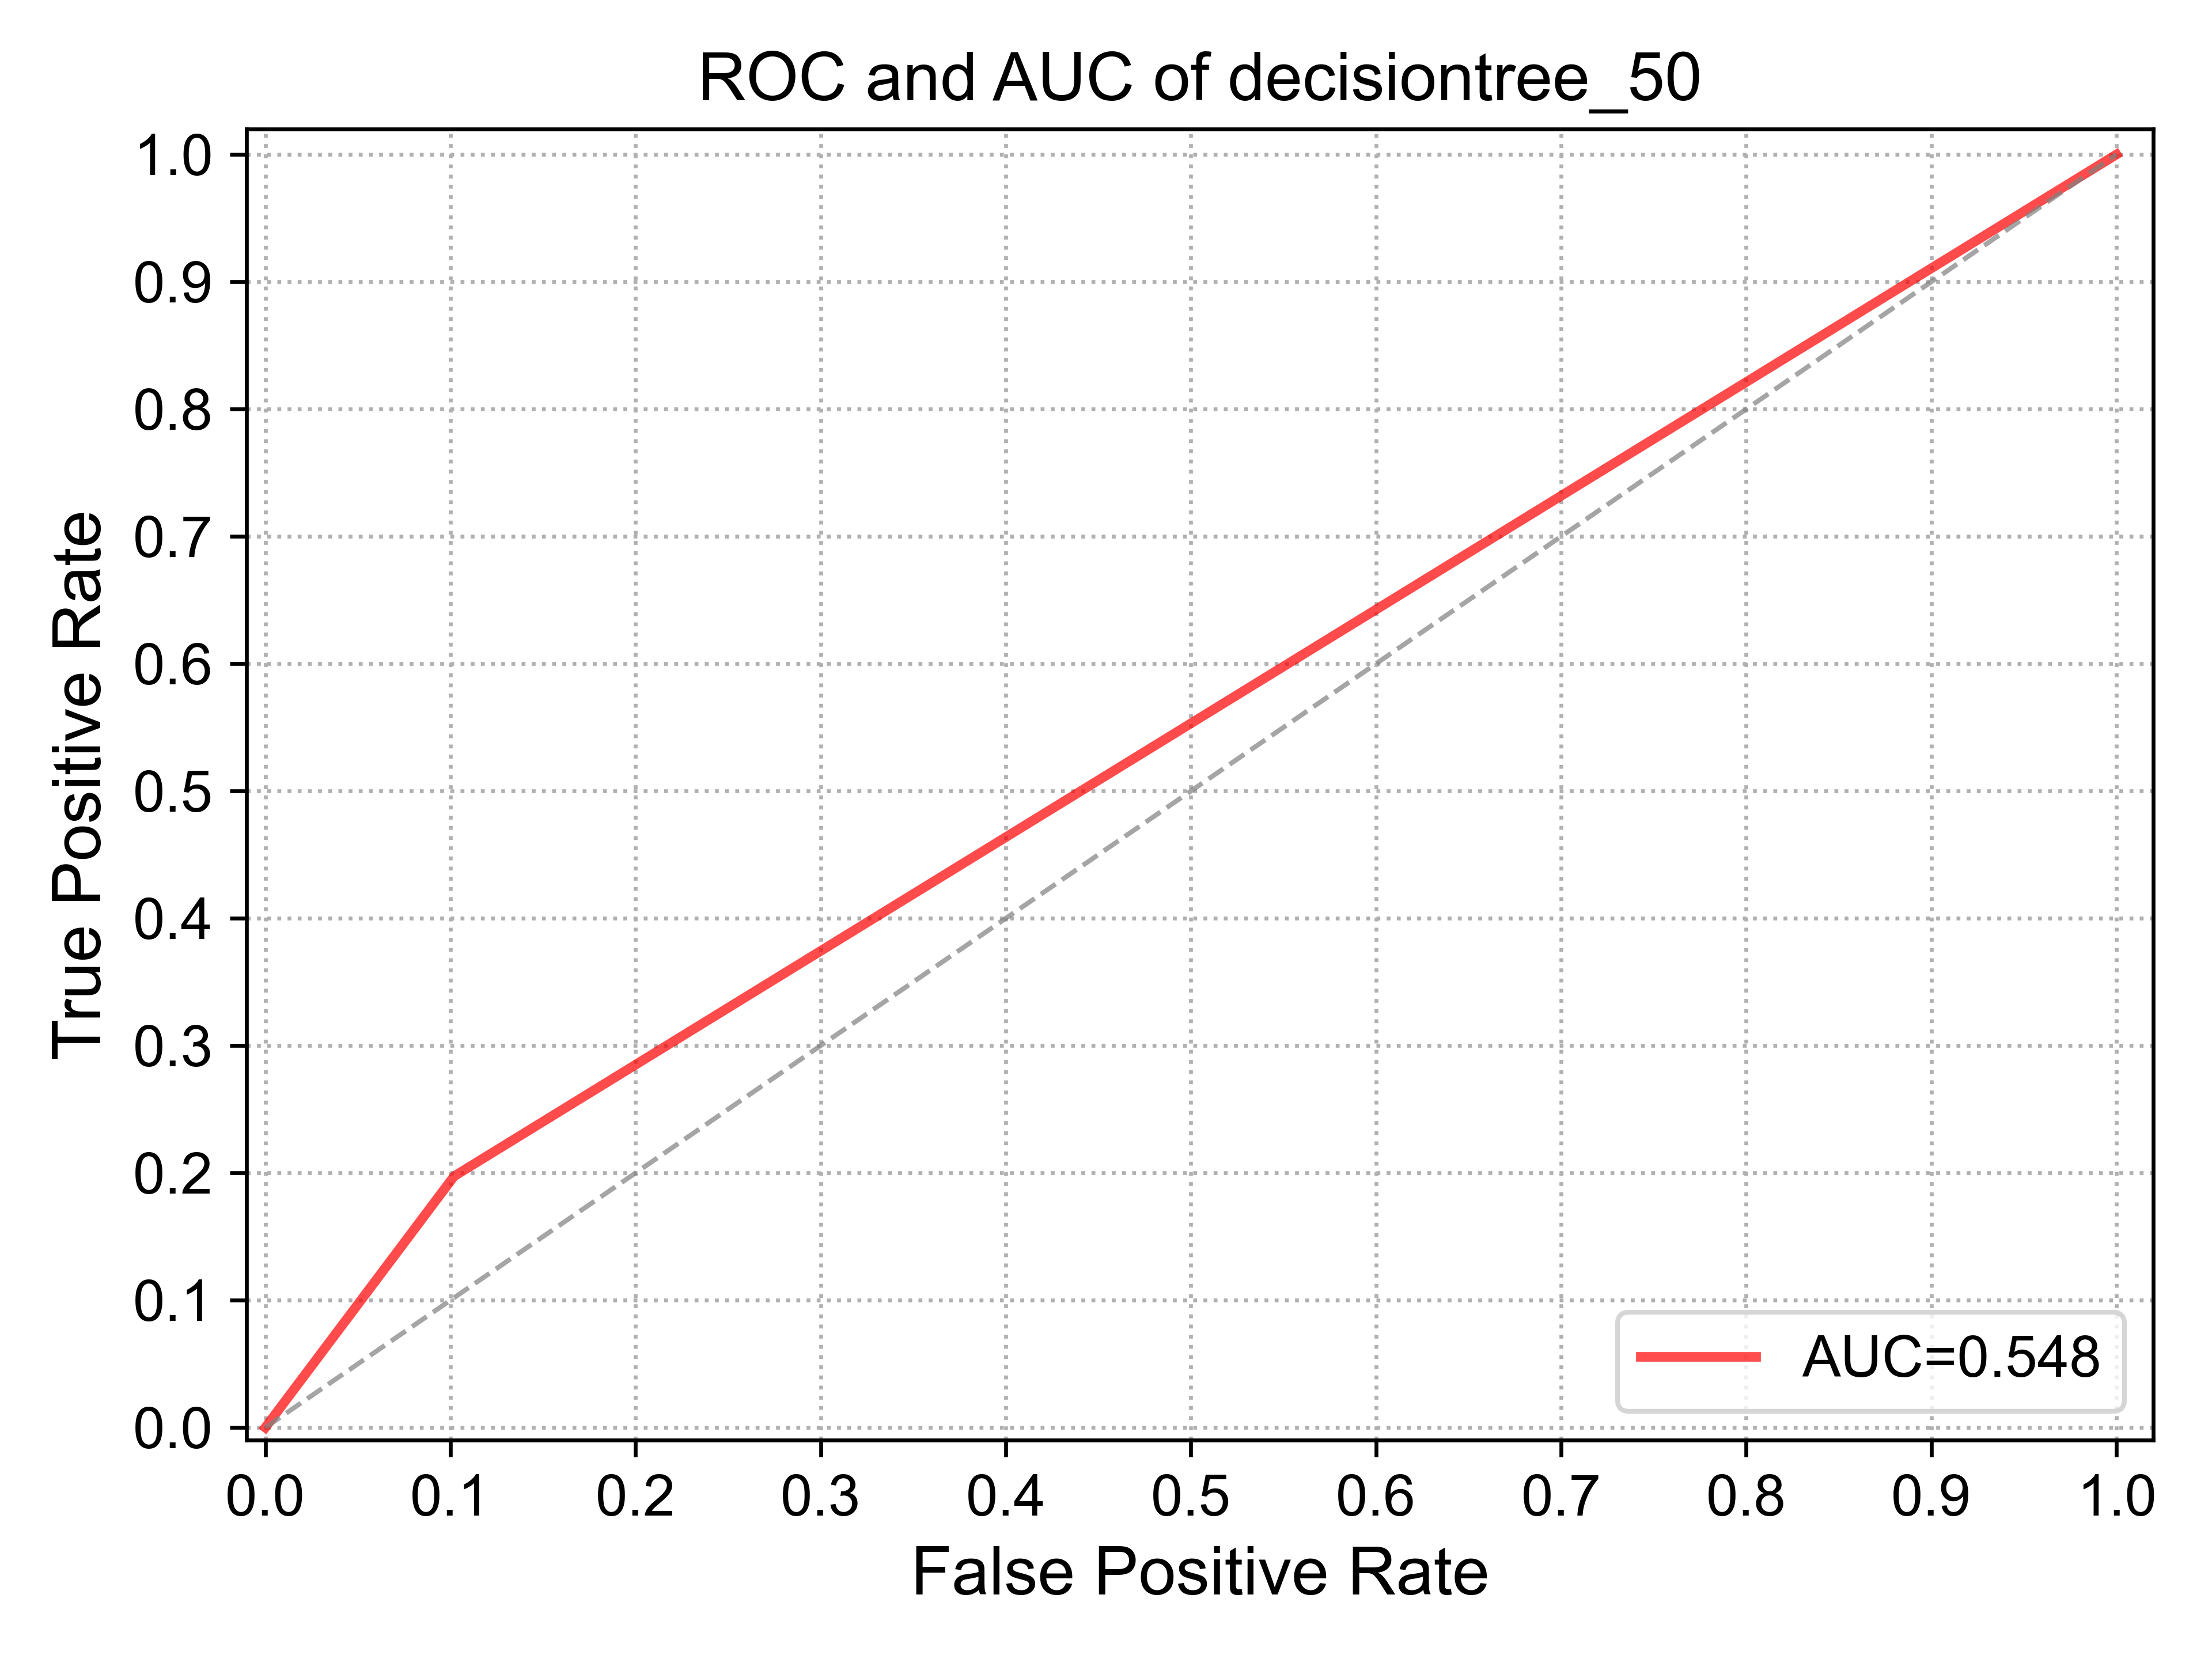 ROC and AUC of decisiontree_50
True Positive Rate
1.0
0.9
0.8
0.7
0.6
0.5
0.4
0.3
0.2
0.1
0.0
AUC=0.548
0.0 0.1 0.2 0.3 0.4 0.5 0.6 0.7 0.8 0.9 1.0
False Positive Rate